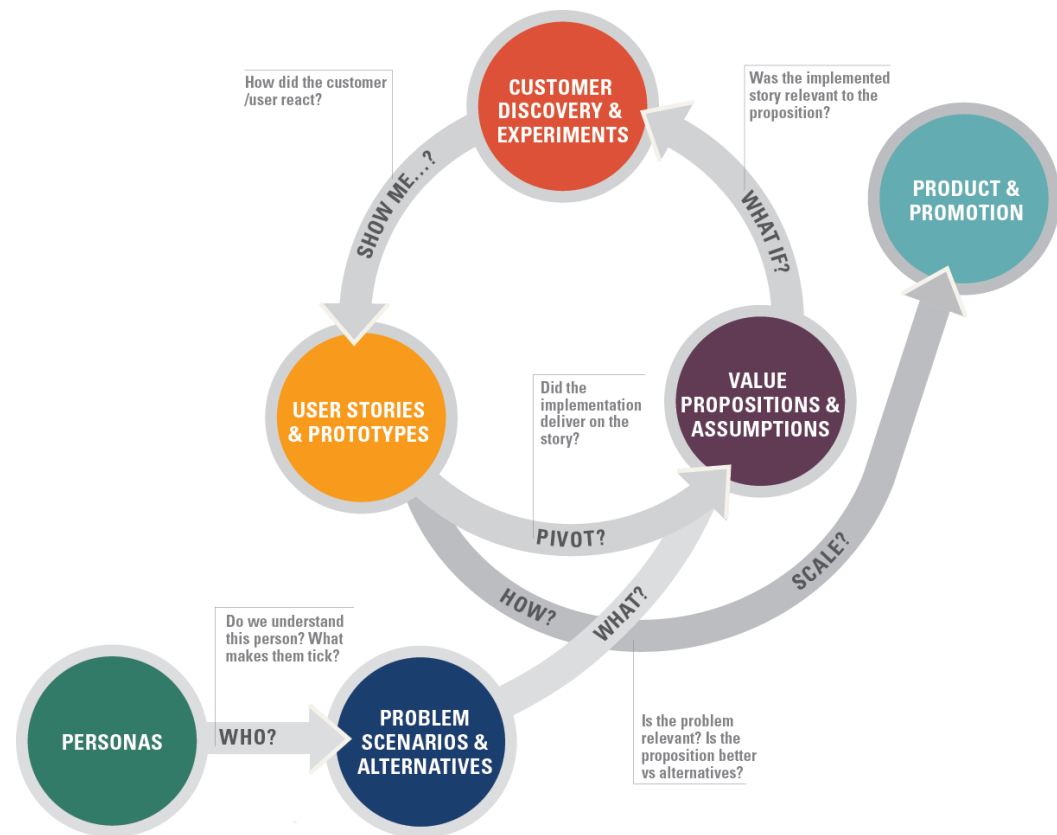 How did the customer
/user react?
CUSTOMER
DISCOVERY &
EXPERIMENTS
Was the implemented
story relevant to the
proposition?
PRODUCT &
PROMOTION
SHOW ME...?
WHAT IF?
USER STORIES
& PROTOTYPES
Did the
implementation
deliver on the
story?
VALUE
PROPOSITIONS &
ASSUMPTIONS
PIVOT?
HOW?
WHAT?
SCALE?
Do we understand
this person? What
makes them tick?
PERSONAS
WHO?
PROBLEM
SCENARIOS &
ALTERNATIVES
Is the problem
relevant? Is the
proposition better
vs alternatives?